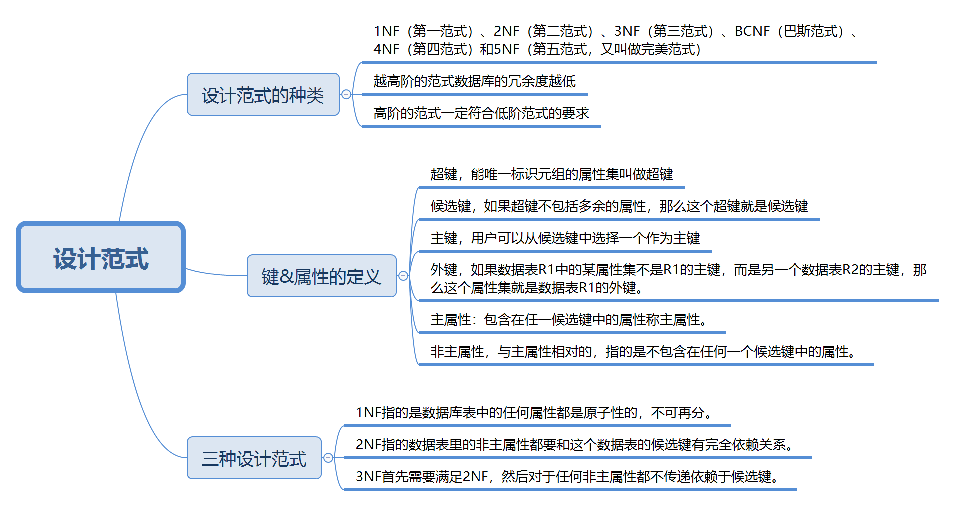 设计范式
设计范式的种类
1NF（第一范式）、2NF（第二范式）、3NF（第三范式）、BCNF（巴斯范式）、
4NF（第四范式）和5NF（第五范式，又叫做完美范式）
越高阶的范式数据库的冗余度越低
高阶的范式一定符合低阶范式的要求
键&属性的定义
超键，能唯一标识元组的属性集叫做超键
候选键，如果超键不包括多余的属性，那么这个超键就是候选键
主键，用户可以从候选键中选择一个作为主键
外键，如果数据表R1中的某属性集不是R1的主键，而是另一个数据表R2的主键，那
么这个属性集就是数据表R1的外键。
主属性：包含在任一候选键中的属性称主属性。
非主属性，与主属性相对的，指的是不包含在任何一个候选键中的属性。
三种设计范式
1NF指的是数据库表中的任何属性都是原子性的，不可再分。
2NF指的数据表里的非主属性都要和这个数据表的候选键有完全依赖关系。
3NF首先需要满足2NF，然后对于任何非主属性都不传递依赖于候选键。